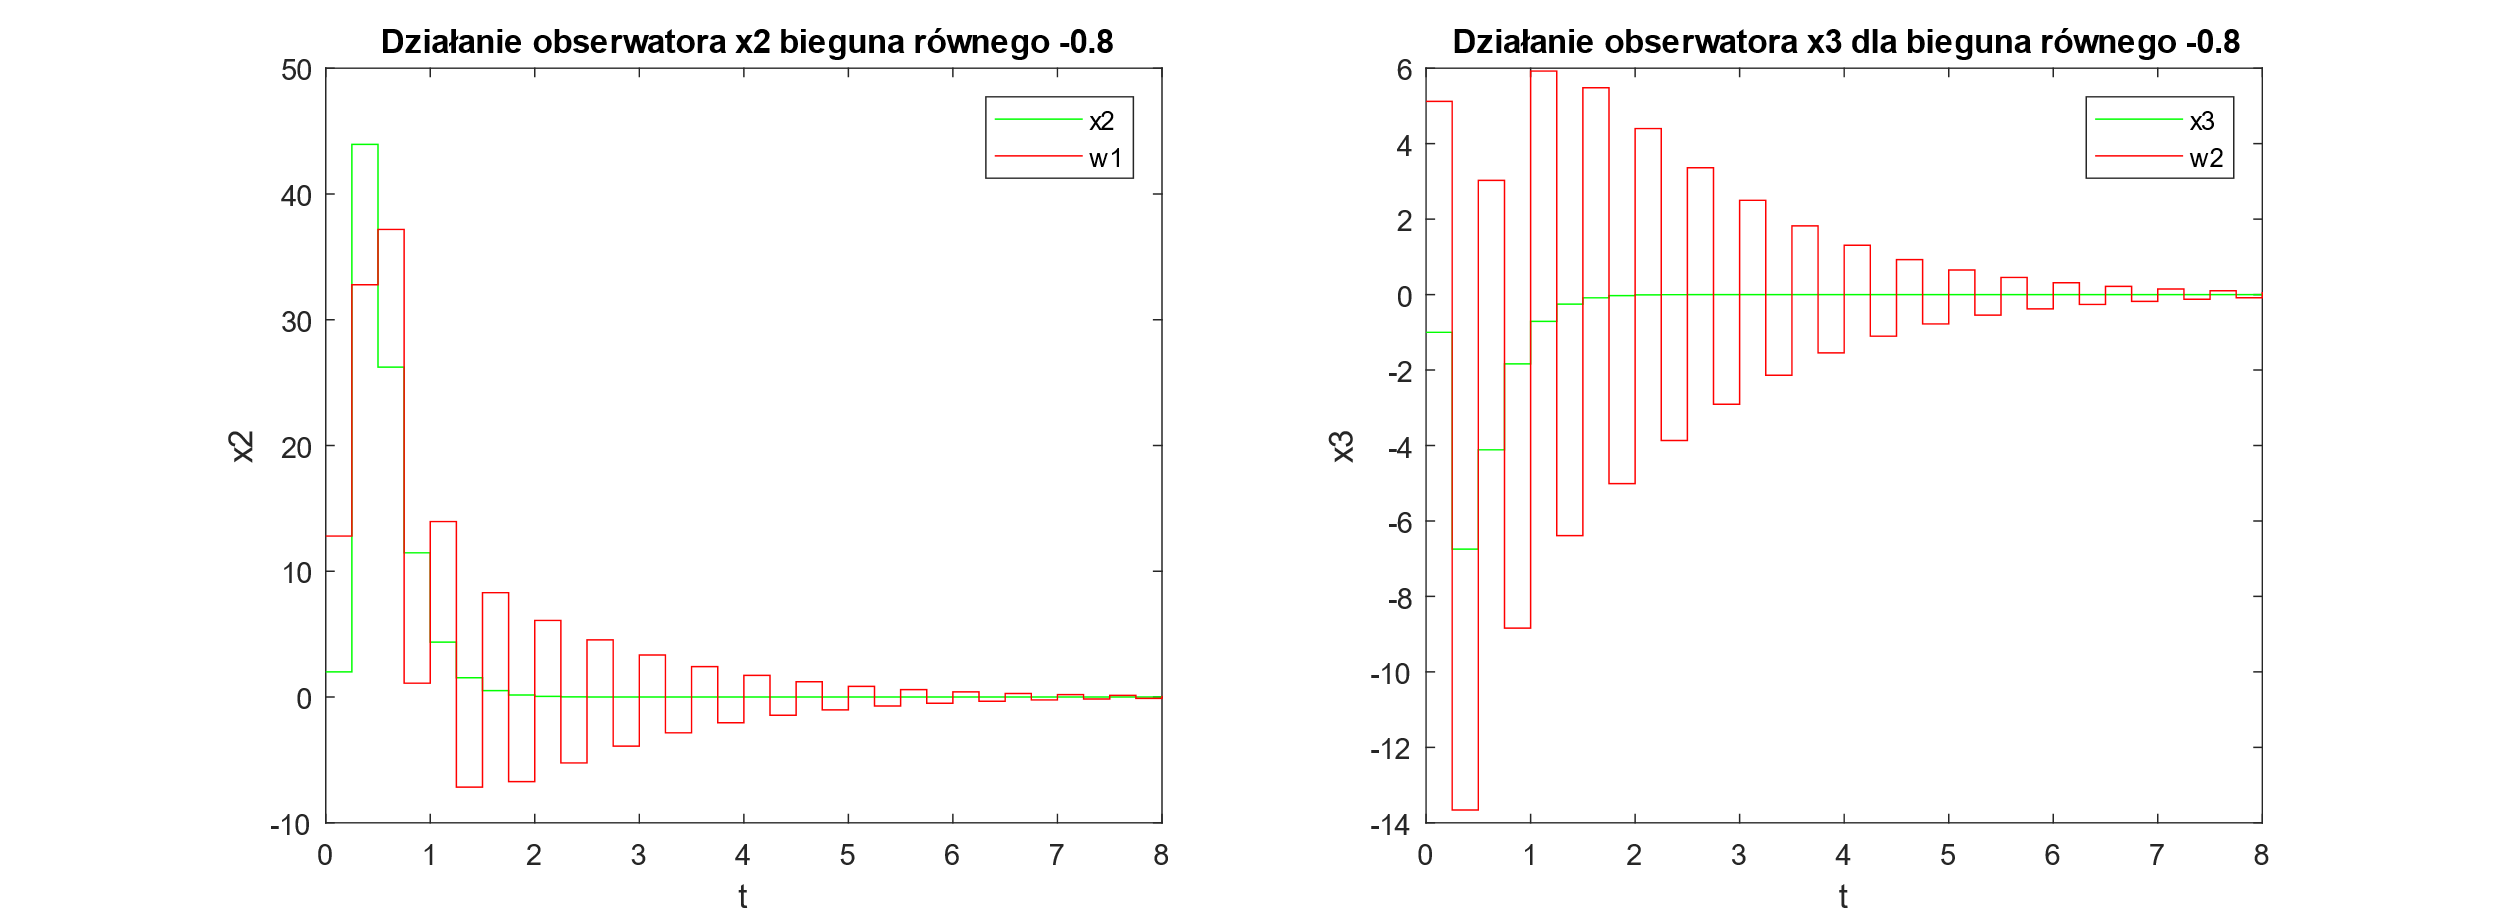 Działanie obserwatora x2 bieguna równego -0.8
50
40
30
20
10
0
-10
x2
x2
w1
0 1 2 3 4 5 6 7 8
t
Działanie obserwatora x3 dla bieguna równego -0.8
6
4
2
0
-2
-4
-6
-8
-10
-12
-14
x3
x3
w2
0 1 2 3 4 5 6 7 8
t